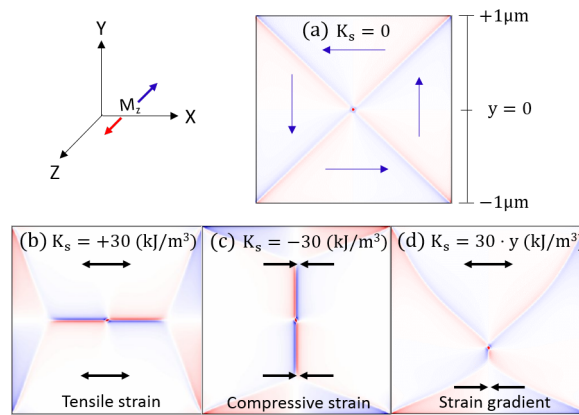 Y
X
Z
M_z
(a) K_s = 0
+1μm
y = 0
−1μm
(b) K_s = +30 (kJ/m³)
Tensile strain
(c) K_s = −30 (kJ/m³)
Compressive strain
(d) K_s = 30 · y (kJ/m³)
Strain gradient